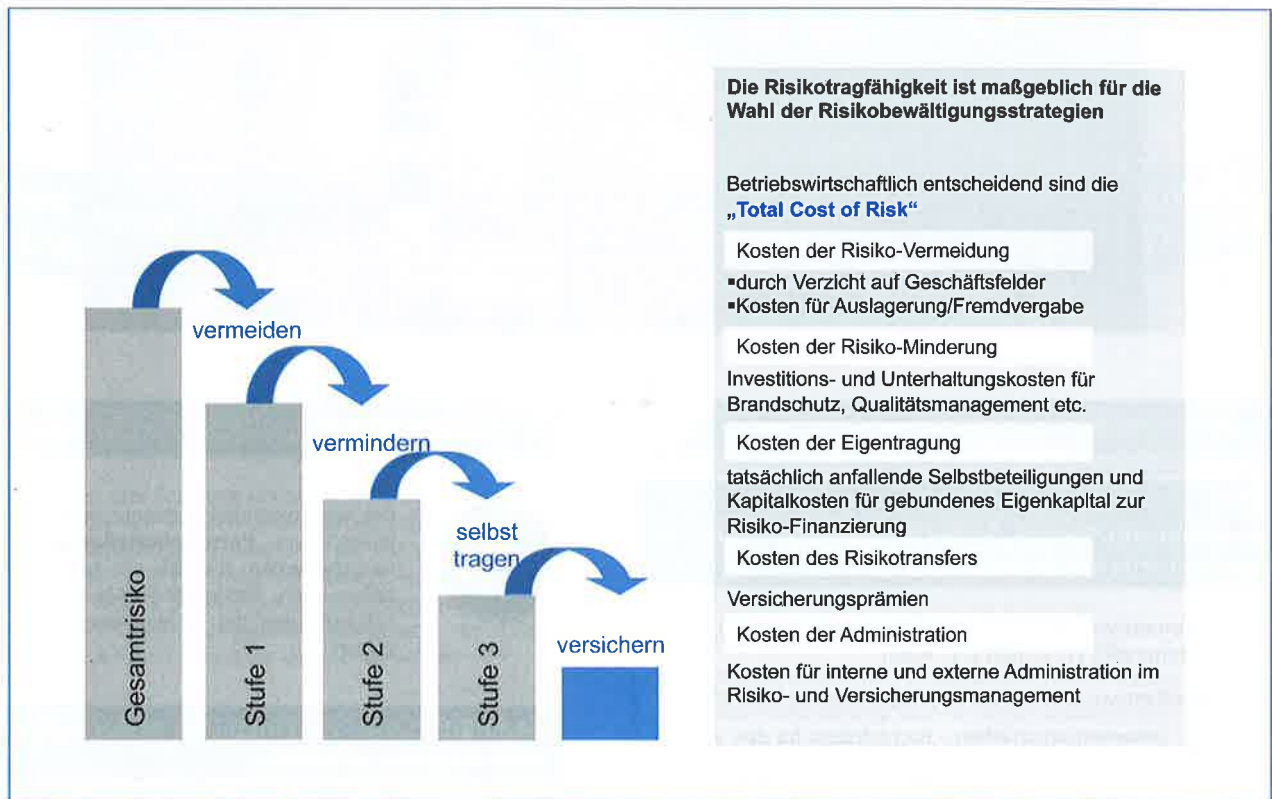 Die Risikotragfähigkeit ist maßgeblich für die
Wahl der Risikobewältigungsstrategien
Betriebswirtschaftlich entscheidend sind die
„Total Cost of Risk“
Kosten der Risiko-Vermeidung
▪durch Verzicht auf Geschäftsfelder
▪Kosten für Auslagerung/Fremdvergabe
Kosten der Risiko-Minderung
Investitions- und Unterhaltungskosten für
Brandschutz, Qualitätsmanagement etc.
Kosten der Eigentragung
tatsächlich anfallende Selbstbeteiligungen und
Kapitalkosten für gebundenes Eigenkapital zur
Risiko-Finanzierung
Kosten des Risikotransfers
Versicherungsprämien
Kosten der Administration
Kosten für interne und externe Administration im
Risiko- und Versicherungsmanagement
vermeiden
vermindern
selbst
tragen
versichern
Gesamtrisiko
Stufe 1
Stufe 2
Stufe 3